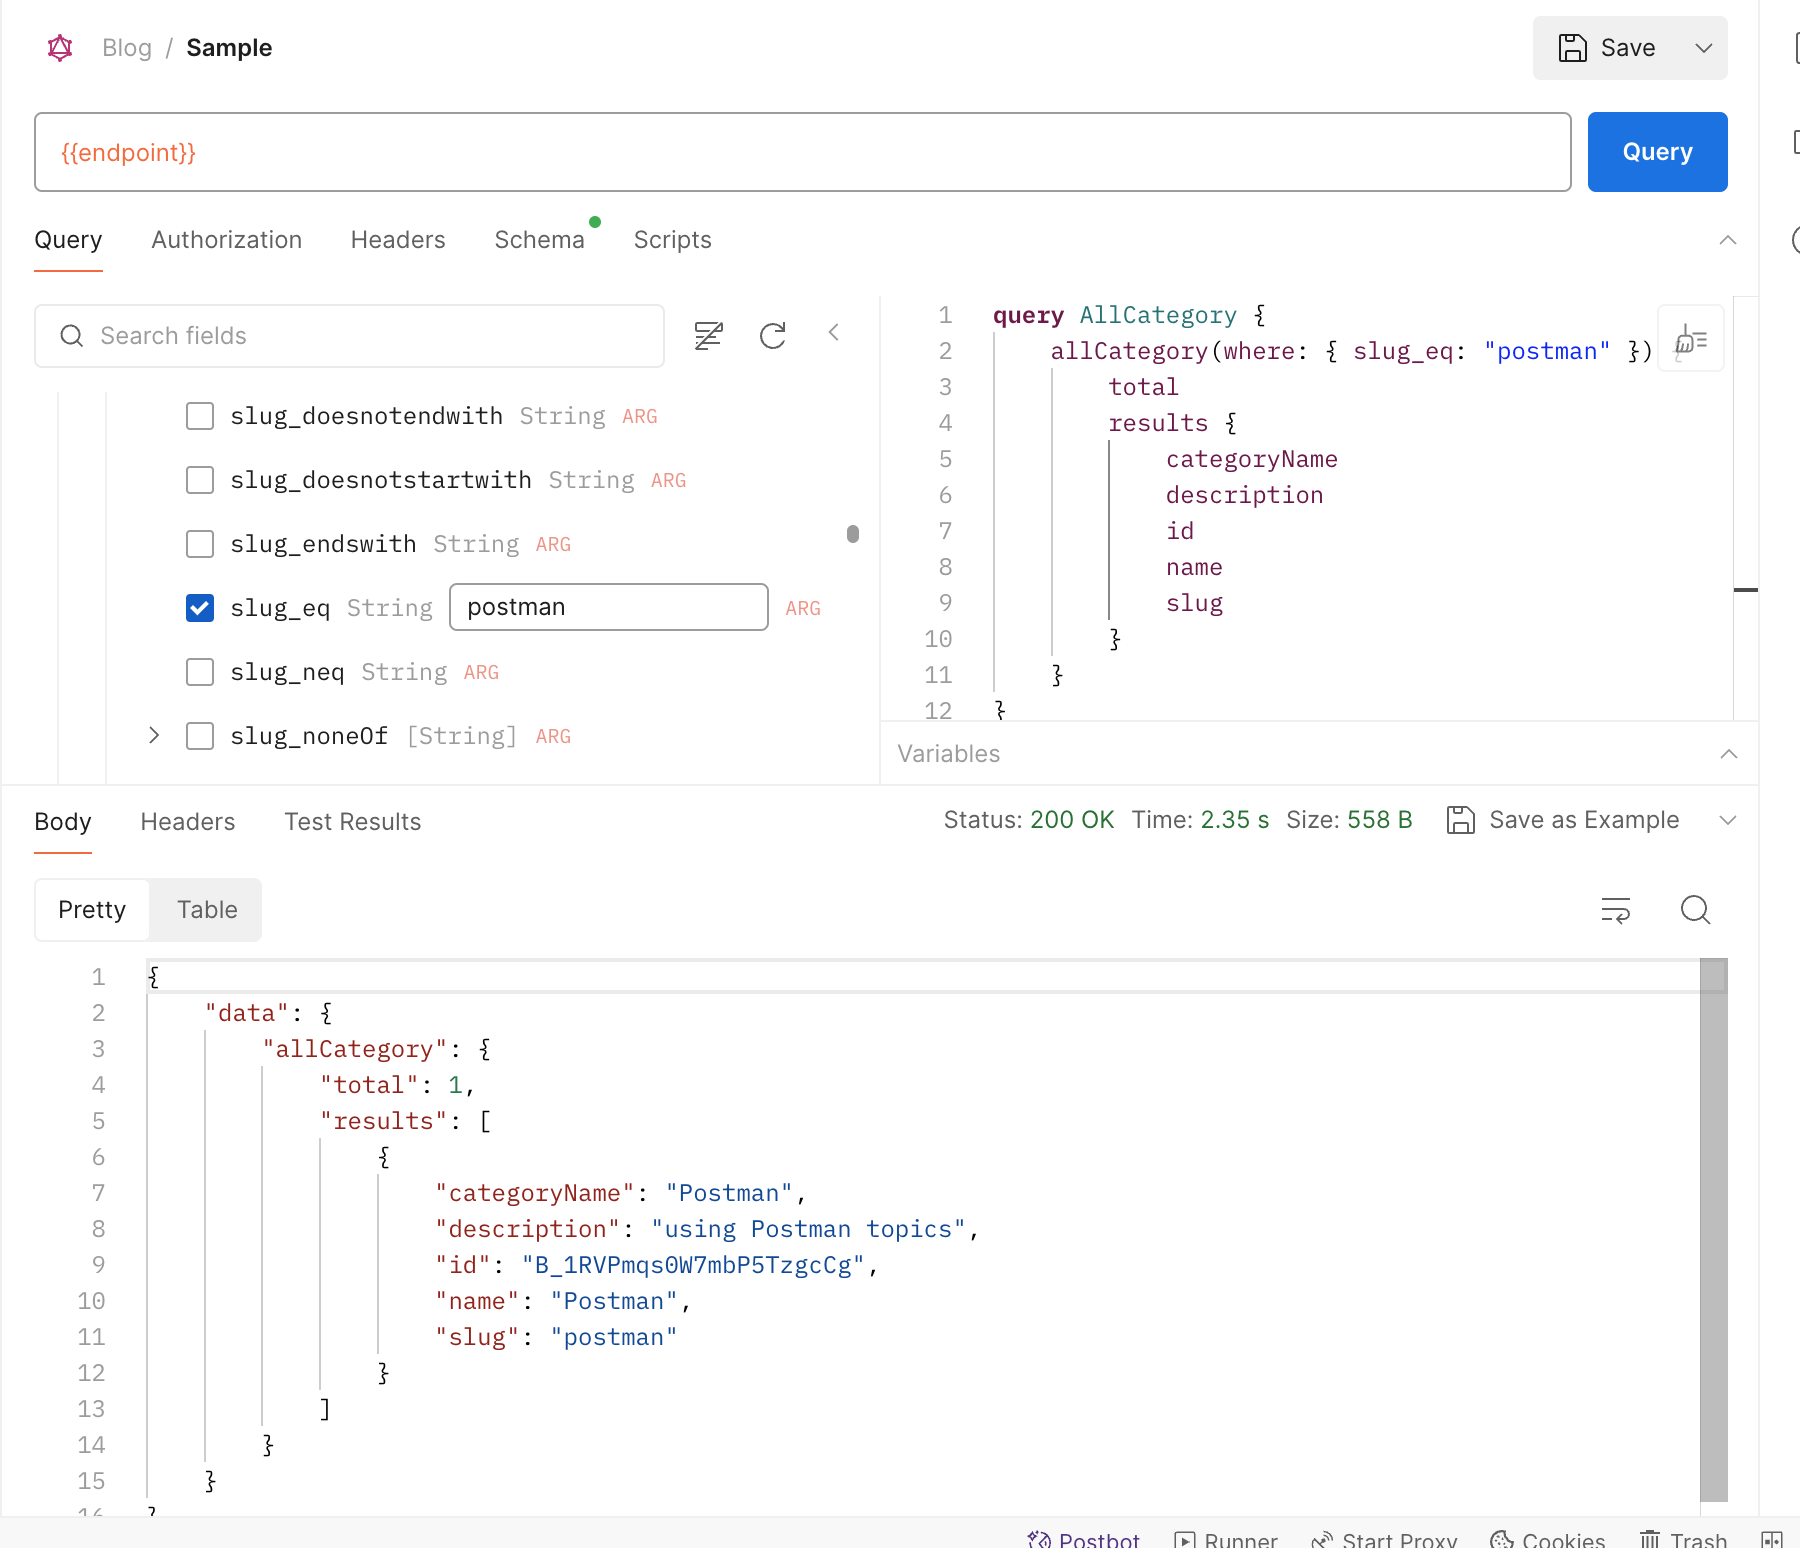 Blog / Sample
Save
{{endpoint}}
Query
Query Authorization Headers Schema Scripts
Search fields
slug_doesnotendwith String ARG
slug_doesnotstartwith String ARG
slug_endswith String ARG
slug_eq String postman ARG
slug_neq String ARG
slug_noneOf [String] ARG
1 query AllCategory {
2 allCategory(where: { slug_eq: "postman" }) {
3 total
4 results {
5 categoryName
6 description
7 id
8 name
9 slug
10 }
11 }
12 }
Variables
Body Headers Test Results
Status: 200 OK Time: 2.35 s Size: 558 B Save as Example
Pretty Table
1 {
2 "data": {
3 "allCategory": {
4 "total": 1,
5 "results": [
6 {
7 "categoryName": "Postman",
8 "description": "using Postman topics",
9 "id": "B_1RVPmqs0W7mbP5TzgcCg",
10 "name": "Postman",
11 "slug": "postman"
12 }
13 ]
14 }
15 }
16 }
Postbot Runner Start Proxy Cookies Trash